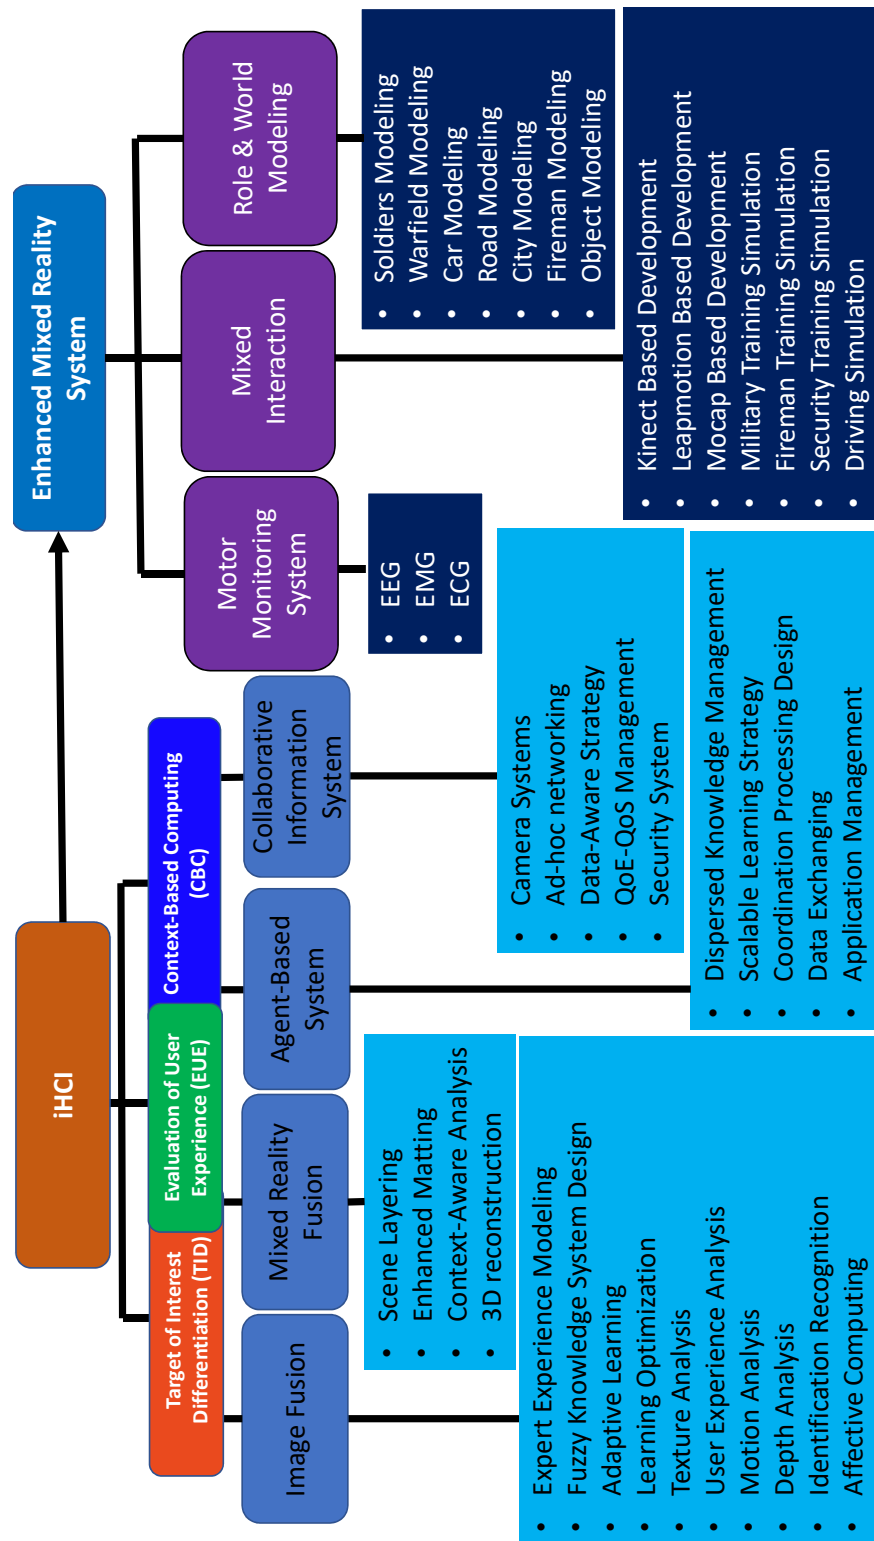 iHCI
Enhanced Mixed Reality
System
Target of Interest
Differentiation (TID)
Evaluation of User
Experience (EUE)
Context-Based Computing
(CBC)
Image Fusion
Mixed Reality
Fusion
Agent-Based
System
Collaborative
Information
System
Motor
Monitoring
System
Mixed
Interaction
Role & World
Modeling
• Expert Experience Modeling
• Fuzzy Knowledge System Design
• Adaptive Learning
• Learning Optimization
• Texture Analysis
• User Experience Analysis
• Motion Analysis
• Depth Analysis
• Identification Recognition
• Affective Computing
• Scene Layering
• Enhanced Matting
• Context-Aware Analysis
• 3D reconstruction
• Dispersed Knowledge Management
• Scalable Learning Strategy
• Coordination Processing Design
• Data Exchanging
• Application Management
• Camera Systems
• Ad-hoc networking
• Data-Aware Strategy
• QoE-QoS Management
• Security System
• EEG
• EMG
• ECG
• Kinect Based Development
• Leapmotion Based Development
• Mocap Based Development
• Military Training Simulation
• Fireman Training Simulation
• Security Training Simulation
• Driving Simulation
• Soldiers Modeling
• Warfield Modeling
• Car Modeling
• Road Modeling
• City Modeling
• Fireman Modeling
• Object Modeling